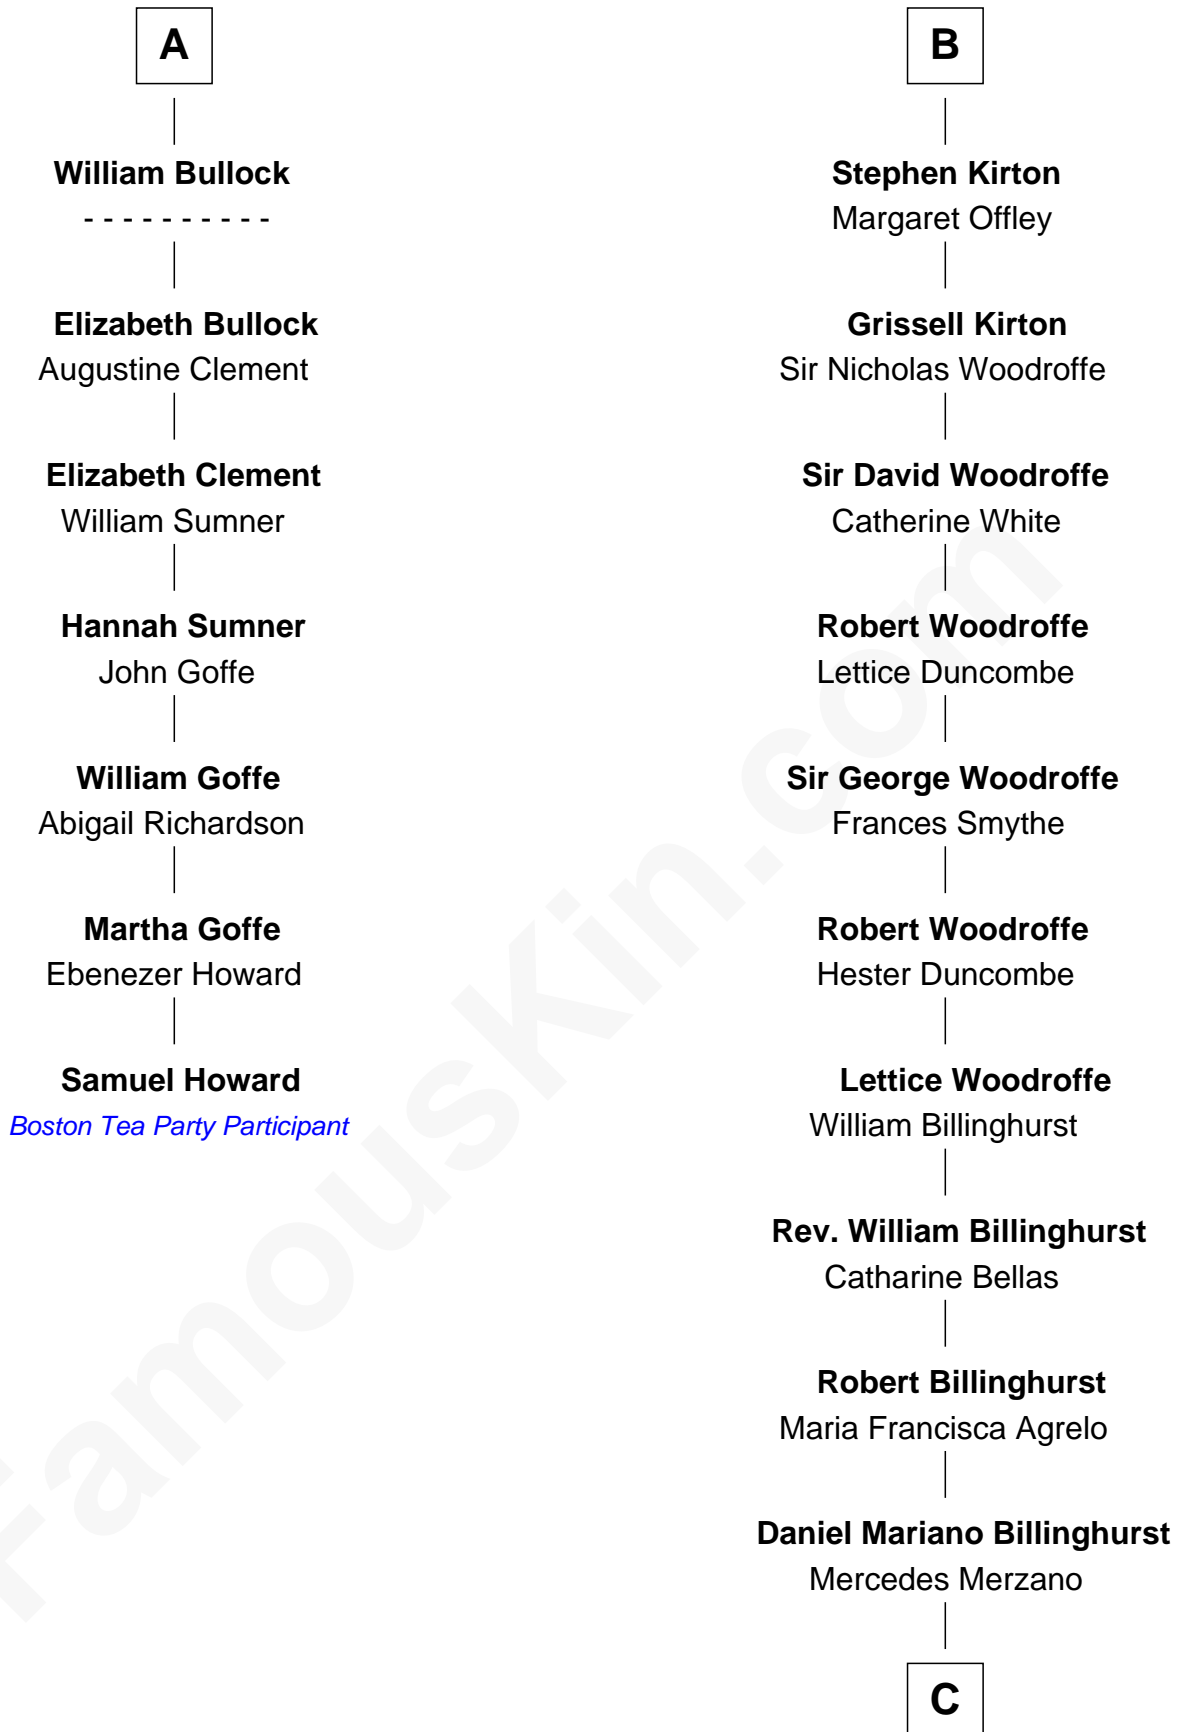 A
William Bullock
- - - - - - - - - -
Elizabeth Bullock
Augustine Clement
Elizabeth Clement
William Sumner
Hannah Sumner
John Goffe
William Goffe
Abigail Richardson
Martha Goffe
Ebenezer Howard
Samuel Howard
Boston Tea Party Participant
B
Stephen Kirton
Margaret Offley
Grissell Kirton
Sir Nicholas Woodroffe
Sir David Woodroffe
Catherine White
Robert Woodroffe
Lettice Duncombe
Sir George Woodroffe
Frances Smythe
Robert Woodroffe
Hester Duncombe
Lettice Woodroffe
William Billinghurst
Rev. William Billinghurst
Catharine Bellas
Robert Billinghurst
Maria Francisca Agrelo
Daniel Mariano Billinghurst
Mercedes Merzano
C
FamousKin.com